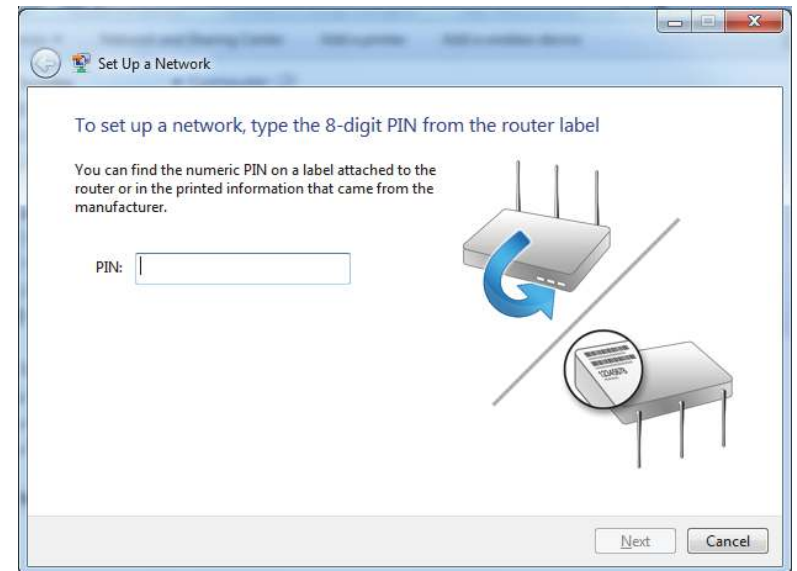 Set Up a Network
To set up a network, type the 8-digit PIN from the router label
You can find the numeric PIN on a label attached to the
router or in the printed information that came from the
manufacturer.
PIN:
12345678
Next
Cancel